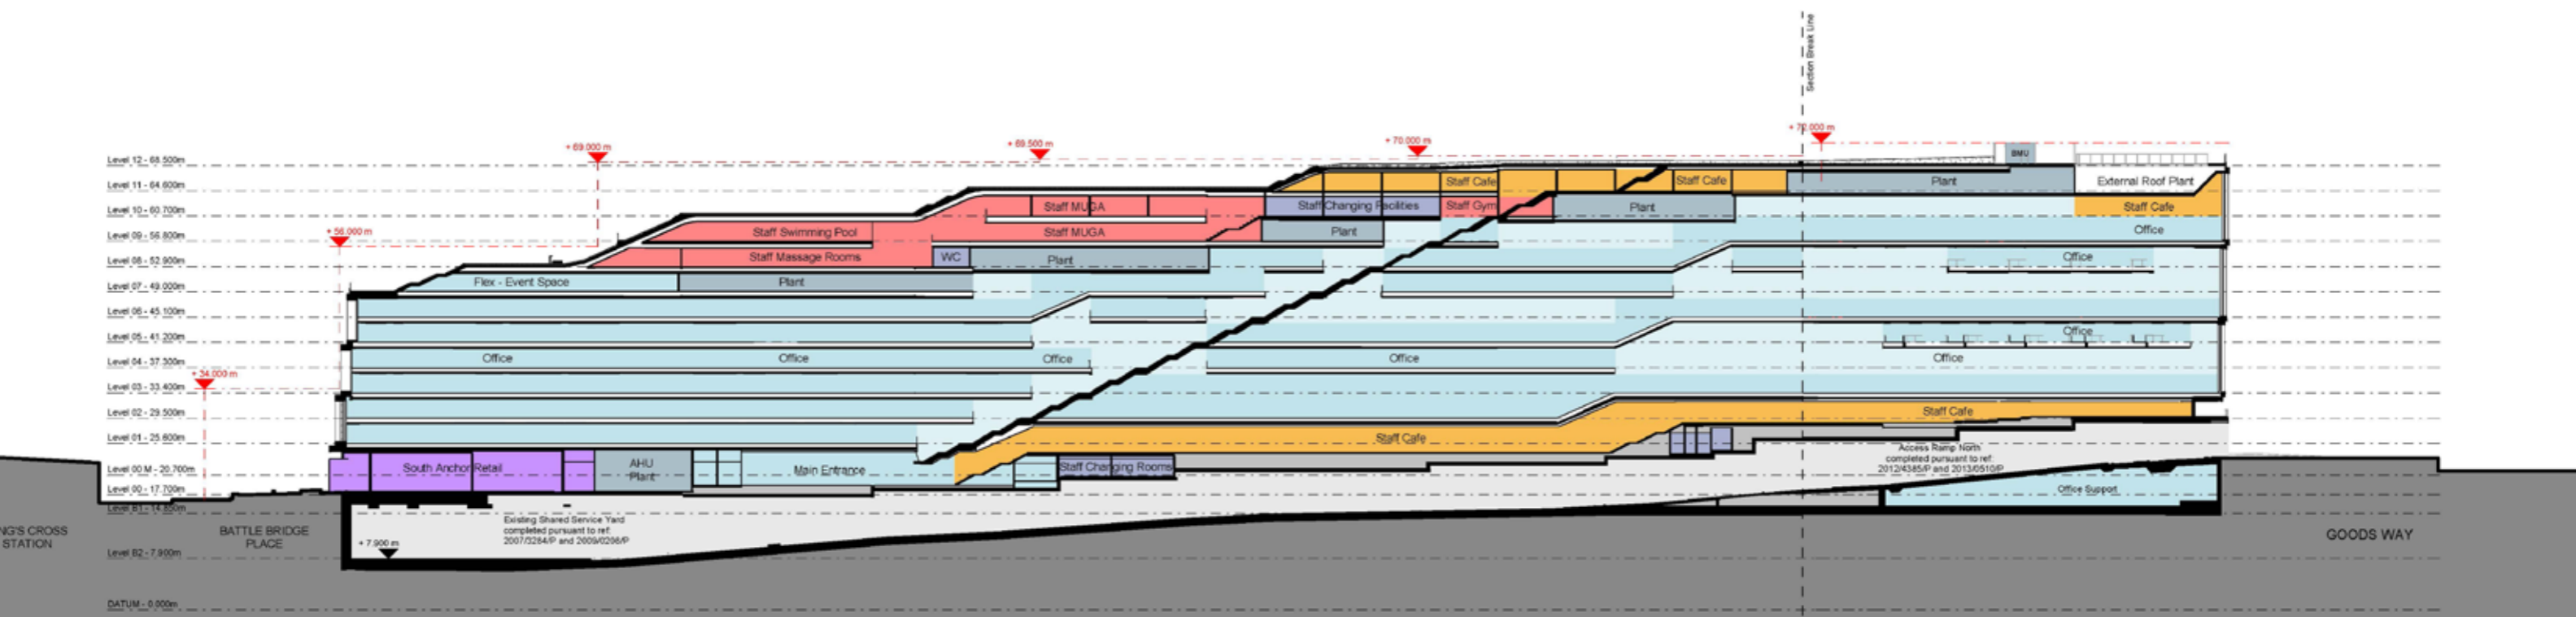 Section Break Line
+ 72.000 m
+ 70.000 m
+ 69.500 m
+ 69.000 m
BMU
Level 12 - 68.500m
Staff Cafe
Staff Cafe
Plant
External Roof Plant
Level 11 - 64.600m
Staff MUGA
Staff Changing Facilities
Staff Gym
Plant
Staff Cafe
Level 10 - 60.700m
+ 56.000 m
Staff Swimming Pool
Staff MUGA
Plant
Office
Level 09 - 56.800m
Staff Massage Rooms
WC
Plant
Office
Level 08 - 52.900m
Flex - Event Space
Plant
Level 07 - 49.000m
Level 06 - 45.100m
Office
Level 05 - 41.200m
Office
Office
Office
Office
Office
Level 04 - 37.300m
+ 34.000 m
Level 03 - 33.400m
Level 02 - 29.500m
Staff Cafe
Level 01 - 25.600m
Staff Cafe
Access Ramp North
completed pursuant to ref:
2012/4385/P and 2013/0510/P
South Anchor Retail
AHU
Plant
Main Entrance
Staff Changing Rooms
Level 00 M - 20.700m
Level 00 - 17.700m
Office Support
Level B1 - 14.850m
NG'S CROSS
STATION
BATTLE BRIDGE
PLACE
Existing Shared Service Yard
completed pursuant to ref:
2007/3284/P and 2009/0298/P
GOODS WAY
+ 7.900 m
Level B2 - 7.900m
DATUM - 0.000m